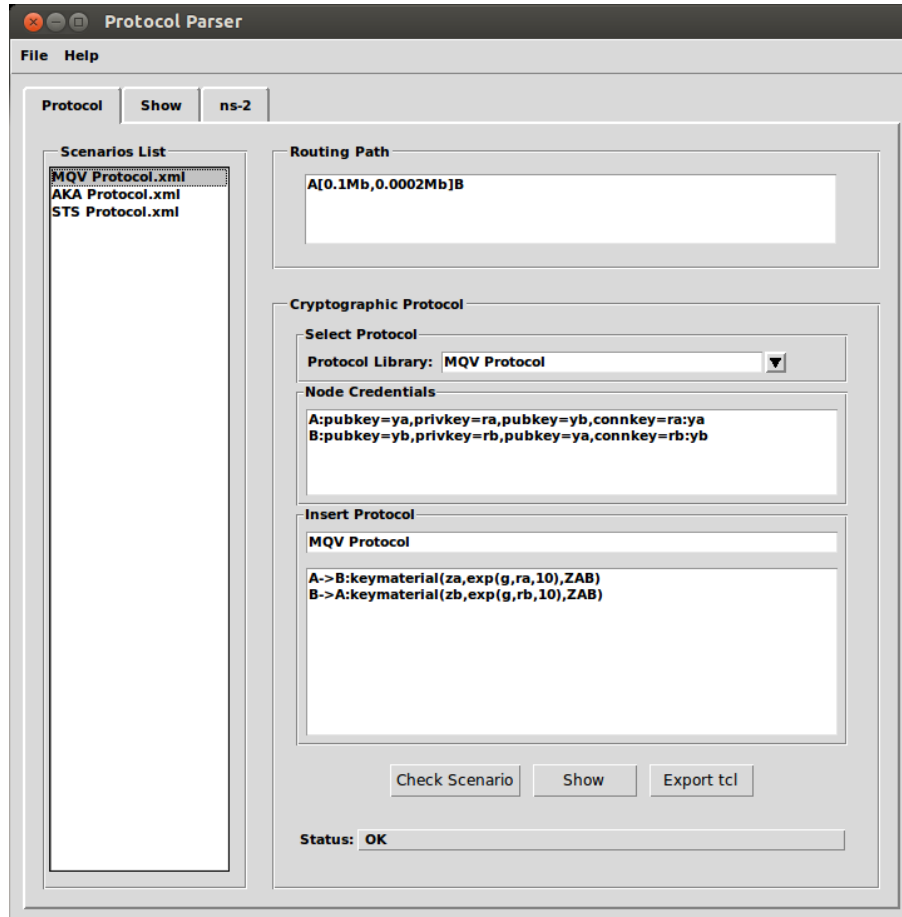 Protocol Parser
File Help
Protocol Show ns-2
Scenarios List
MQV Protocol.xml
AKA Protocol.xml
STS Protocol.xml
Routing Path
A[0.1Mb,0.0002Mb]B
Cryptographic Protocol
Select Protocol
Protocol Library: MQV Protocol
Node Credentials
A:pubkey=ya,privkey=ra,pubkey=yb,connkey=ra:ya
B:pubkey=yb,privkey=rb,pubkey=ya,connkey=rb:yb
Insert Protocol
MQV Protocol
A->B:keymaterial(za,exp(g,ra,10),ZAB)
B->A:keymaterial(zb,exp(g,rb,10),ZAB)
Check Scenario Show Export tcl
Status: OK